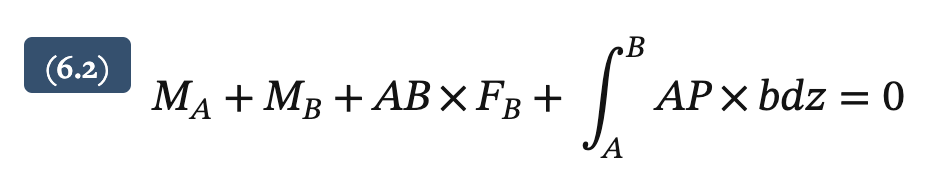 (6.2) M_A + M_B + AB × F_B + ∫_A^B AP × bdz = 0